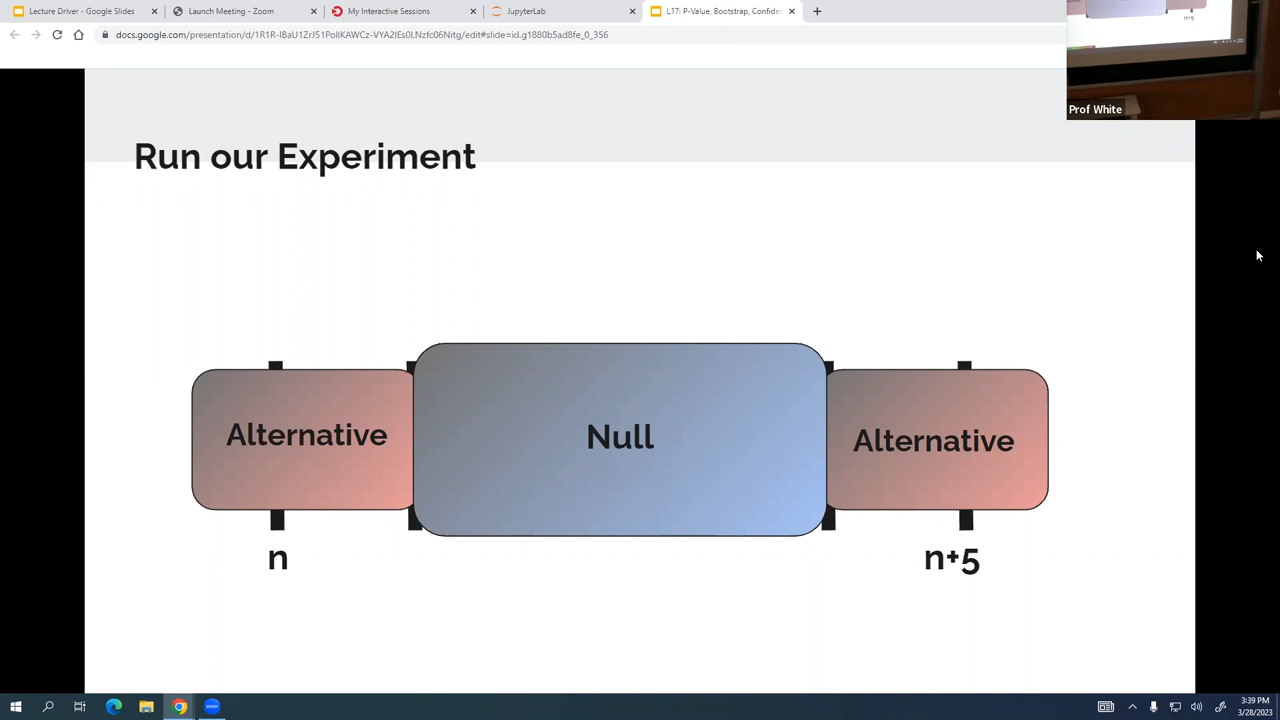 Lecture Driver - Google Slides
Launch Meeting - Zoom
My Interactive Sessions
JupyterLab
L17: P-Value, Bootstrap, Confide
docs.google.com/presentation/d/1R1R-IBaU1ZrJ51PolIKAWCz-VYA2IEs0LNzfc06Nitg/edit#slide=id.g1880b5ad8fe_0_356
n+5
Prof White
Run our Experiment
Alternative
Null
Alternative
n
n+5
3:39 PM
3/28/2023